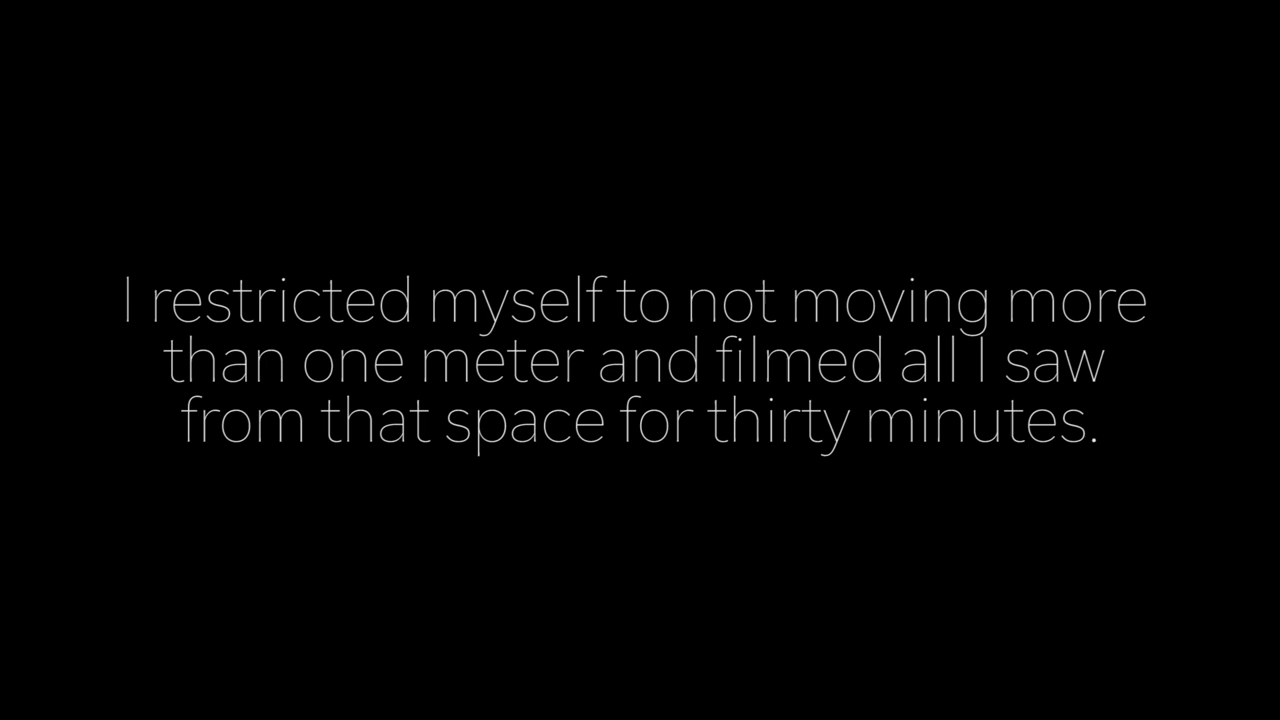 I restricted myself to not moving more
than one meter and filmed all I saw
from that space for thirty minutes.